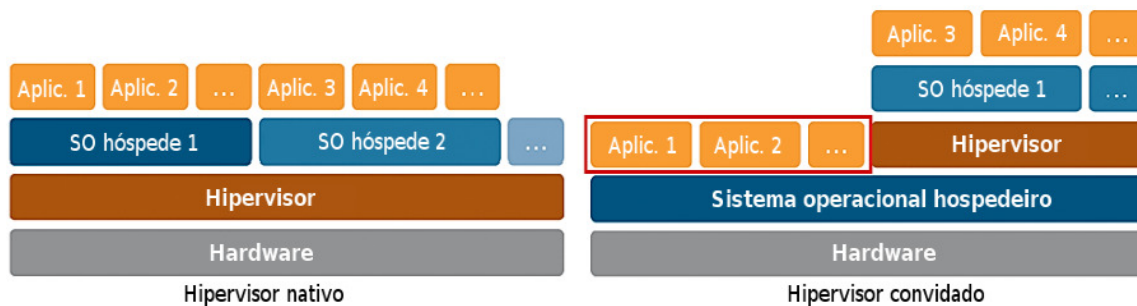 Aplic. 1 Aplic. 2 ... Aplic. 3 Aplic. 4 ...
SO hóspede 1 SO hóspede 2 ...
Hipervisor
Hardware
Hipervisor nativo
Aplic. 3 Aplic. 4 ...
SO hóspede 1 ...
Aplic. 1 Aplic. 2 ... Hipervisor
Sistema operacional hospedeiro
Hardware
Hipervisor convidado